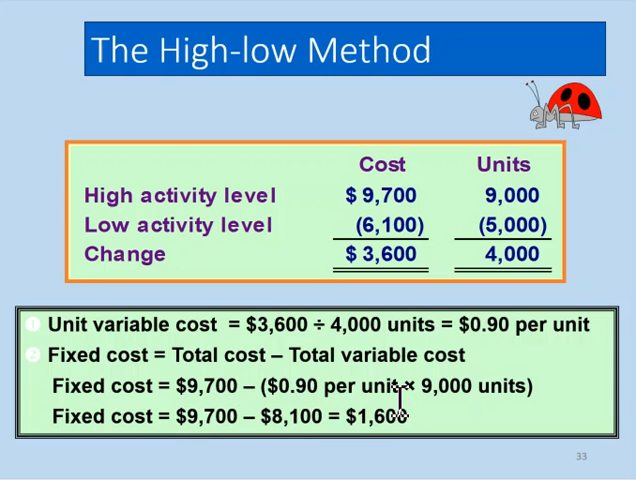 The High-low Method
Cost Units
High activity level $ 9,700 9,000
Low activity level (6,100) (5,000)
Change $ 3,600 4,000
❶ Unit variable cost = $3,600 ÷ 4,000 units = $0.90 per unit
❷ Fixed cost = Total cost – Total variable cost
Fixed cost = $9,700 – ($0.90 per unit × 9,000 units)
Fixed cost = $9,700 – $8,100 = $1,600
33